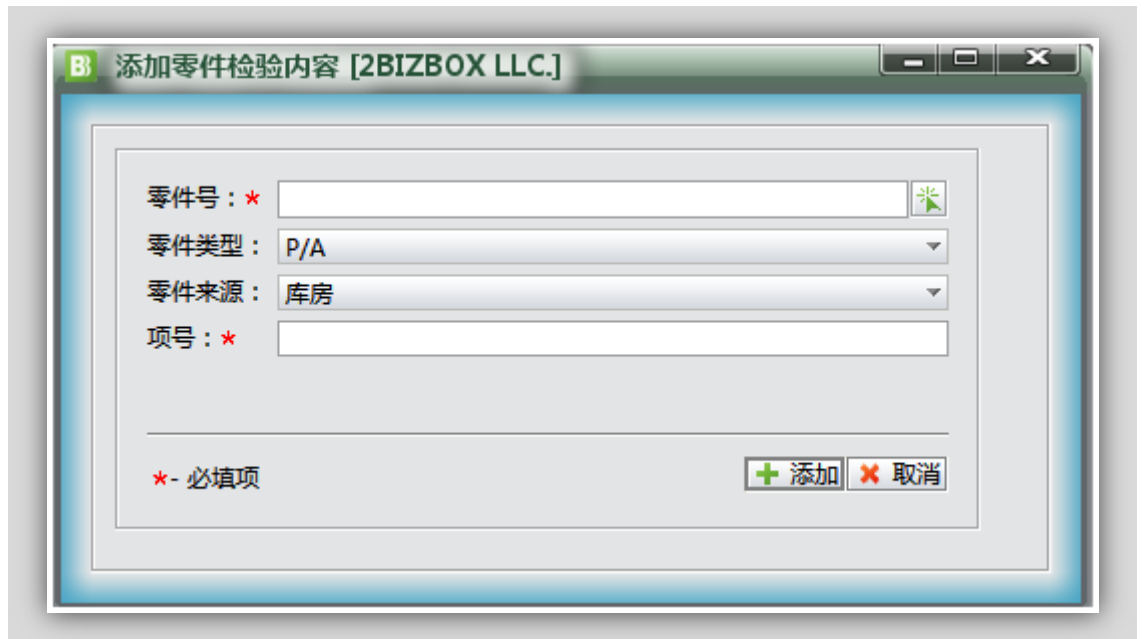 添加零件检验内容 [2BIZBOX LLC.]
零件号：*
零件类型： P/A
零件来源： 库房
项号：*
*- 必填项 添加 取消